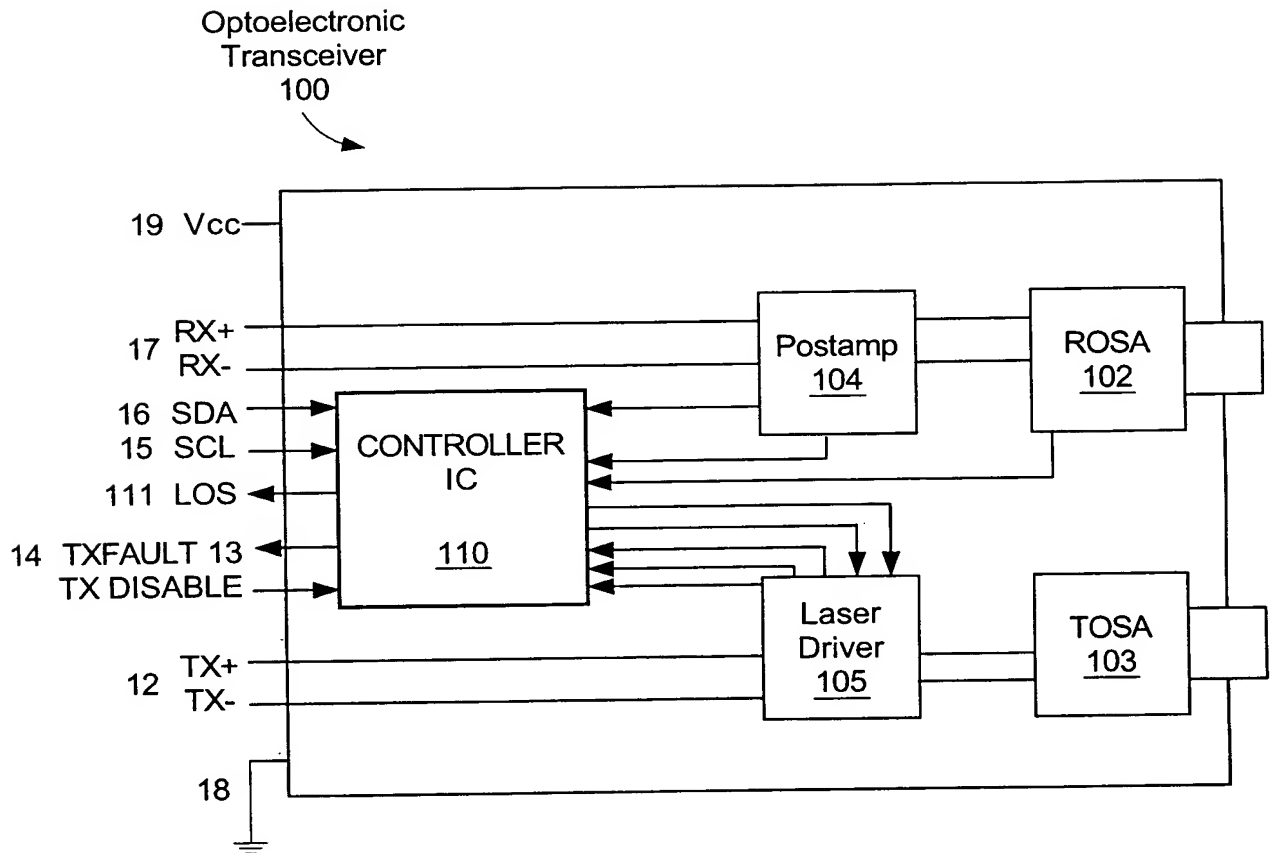 Optoelectronic
Transceiver
100
19 Vcc
17 RX+
RX-
16 SDA
15 SCL
111 LOS
14 TXFAULT 13
TX DISABLE
12 TX+
TX-
18
CONTROLLER
IC
110
Postamp
104
ROSA
102
Laser
Driver
105
TOSA
103